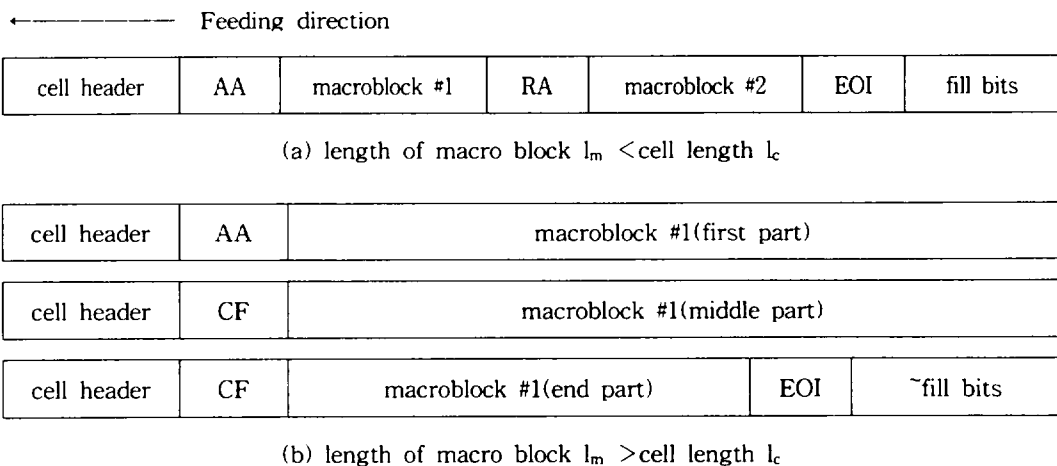 Feeding direction
cell header AA macroblock #1 RA macroblock #2 EOI fill bits
(a) length of macro block lₘ <cell length l꜀
cell header AA macroblock #1(first part)
cell header CF macroblock #1(middle part)
cell header CF macroblock #1(end part) EOI ~fill bits
(b) length of macro block lₘ >cell length l꜀